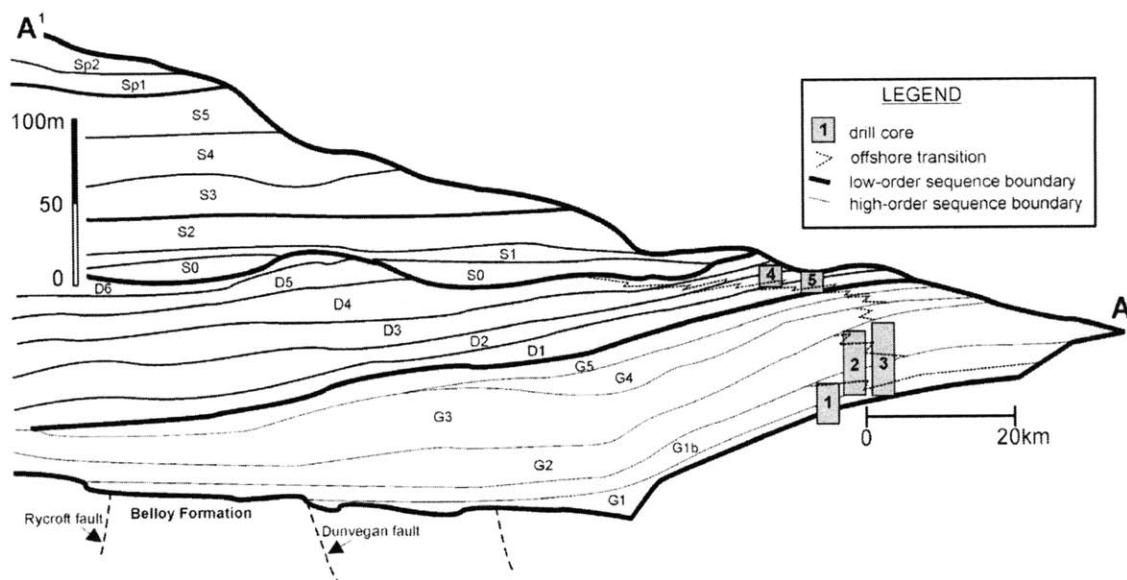 A¹
Sp2
Sp1
S5
100m
S4
S3
50
S2
S1
S0
S0
0
D6
D5
D4
D3
D2
D1
G5
G4
G3
G1b
G2
G1
LEGEND
1 drill core
offshore transition
low-order sequence boundary
high-order sequence boundary
4
5
A
2
3
1
0
20km
Rycroft fault
Belloy Formation
Dunvegan fault